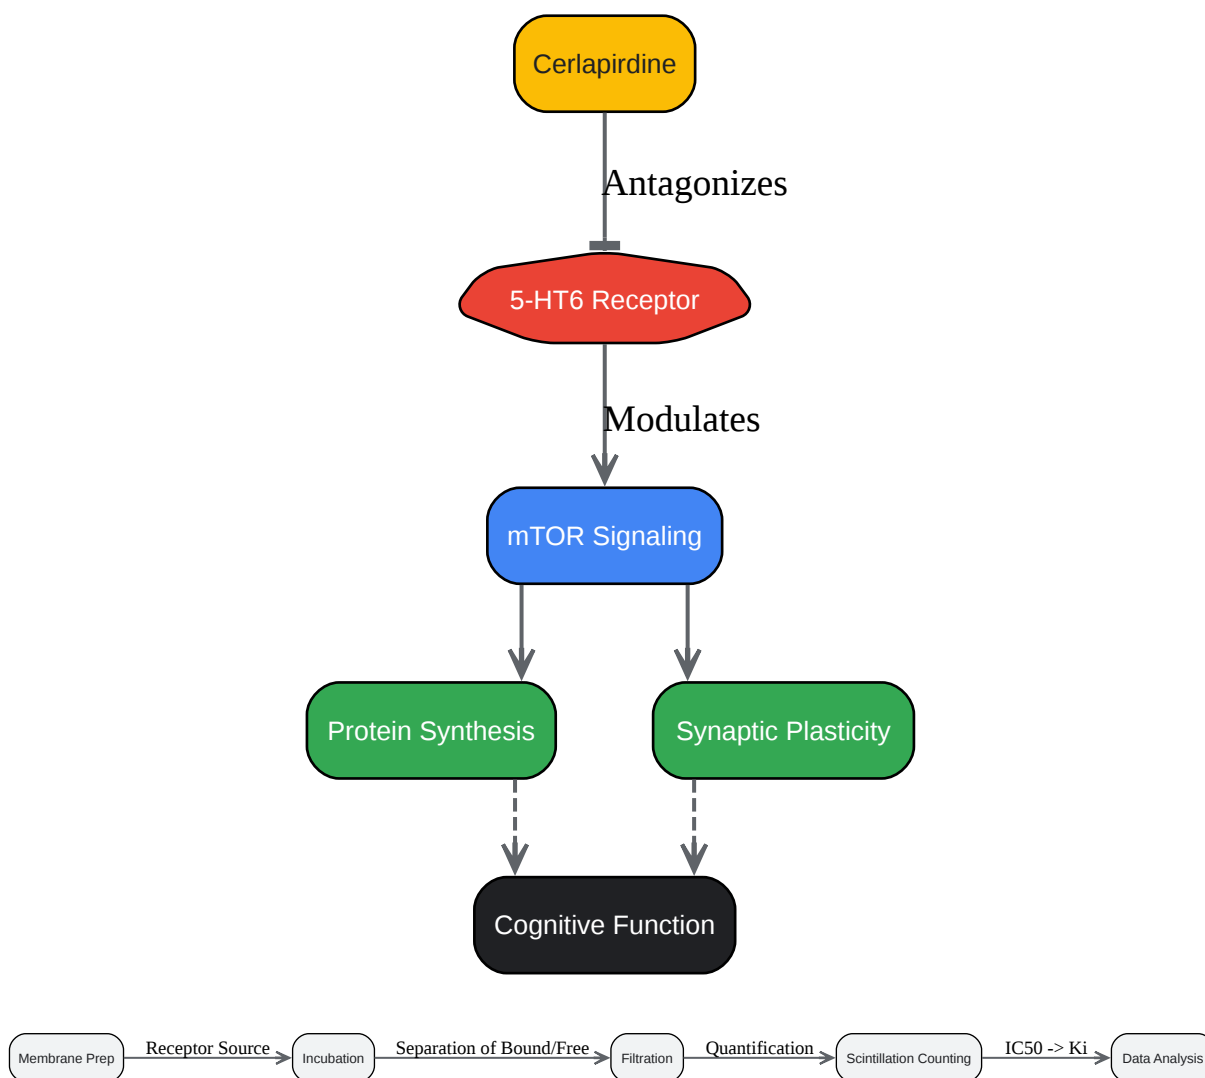 Cerlapirdine
Antagonizes
5-HT6 Receptor
Modulates
mTOR Signaling
Protein Synthesis
Synaptic Plasticity
Cognitive Function
Membrane Prep
Receptor Source
Incubation
Separation of Bound/Free
Filtration
Quantification
Scintillation Counting
IC50 -> Ki
Data Analysis